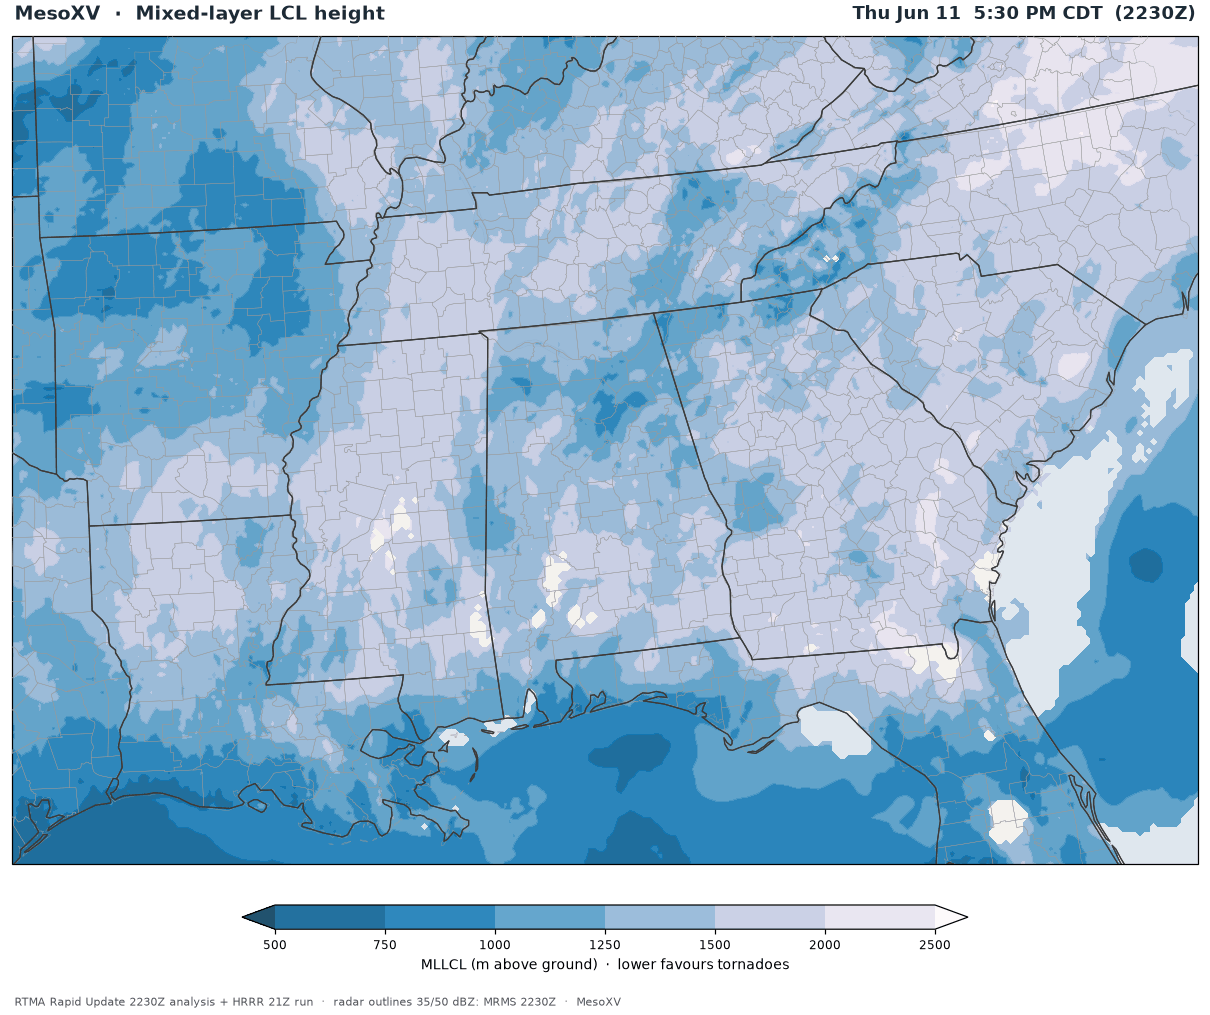 MesoXV  ·  Mixed-layer LCL height
Thu Jun 11  5:30 PM CDT  (2230Z)
500 750 1000 1250 1500 2000 2500
MLLCL (m above ground)  ·  lower favours tornadoes
RTMA Rapid Update 2230Z analysis + HRRR 21Z run  ·  radar outlines 35/50 dBZ: MRMS 2230Z  ·  MesoXV